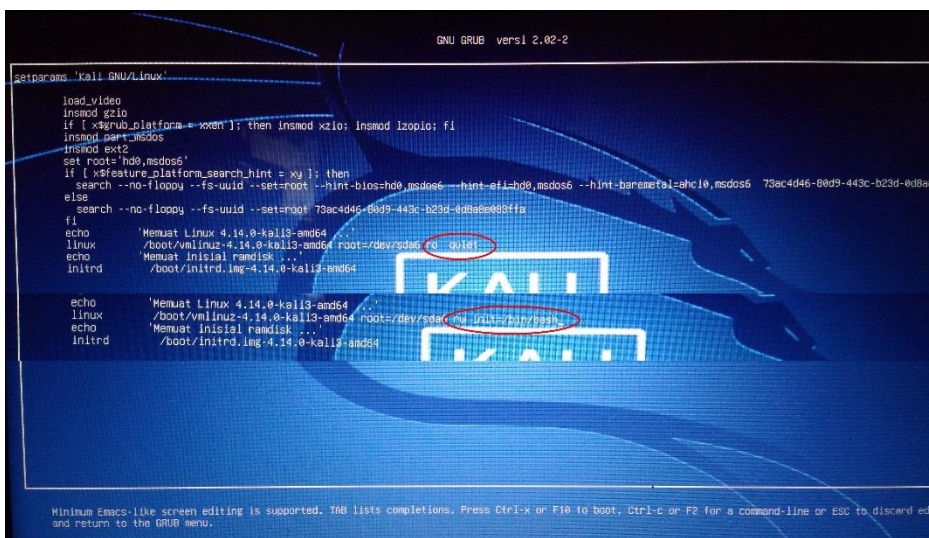 GNU GRUB versi 2.02-2
setparams 'Kali GNU/Linux'
load_video
insmod gzio
if [ x$grub_platform = xxen ]; then insmod xzio; insmod lzopio; fi
insmod part_msdos
insmod ext2
set root='hd0,msdos6'
if [ x$feature_platform_search_hint = xy ]; then
search --no-floppy --fs-uuid --set=root --hint-bios=hd0,msdos6 --hint-efi=hd0,msdos6 --hint-baremetal=ahci0,msdos6 73ac4d46-80d9-443c-b23d-0d8a
else
search --no-floppy --fs-uuid --set=root 73ac4d46-80d9-443c-b23d-0d8a8e083ffa
fi
echo 'Memuat Linux 4.14.0-kali3-amd64 ...'
linux /boot/vmlinuz-4.14.0-kali3-amd64 root=/dev/sda6 ro quiet
echo 'Memuat inisial ramdisk ...'
initrd /boot/initrd.img-4.14.0-kali3-amd64
KALI
echo 'Memuat Linux 4.14.0-kali3-amd64 ...'
linux /boot/vmlinuz-4.14.0-kali3-amd64 root=/dev/sda6 rw init=/bin/bash_
echo 'Memuat inisial ramdisk ...'
initrd /boot/initrd.img-4.14.0-kali3-amd64
KALI
Minimum Emacs-like screen editing is supported. TAB lists completions. Press Ctrl-x or F10 to boot, Ctrl-c or F2 for a command-line or ESC to discard ed
and return to the GRUB menu.